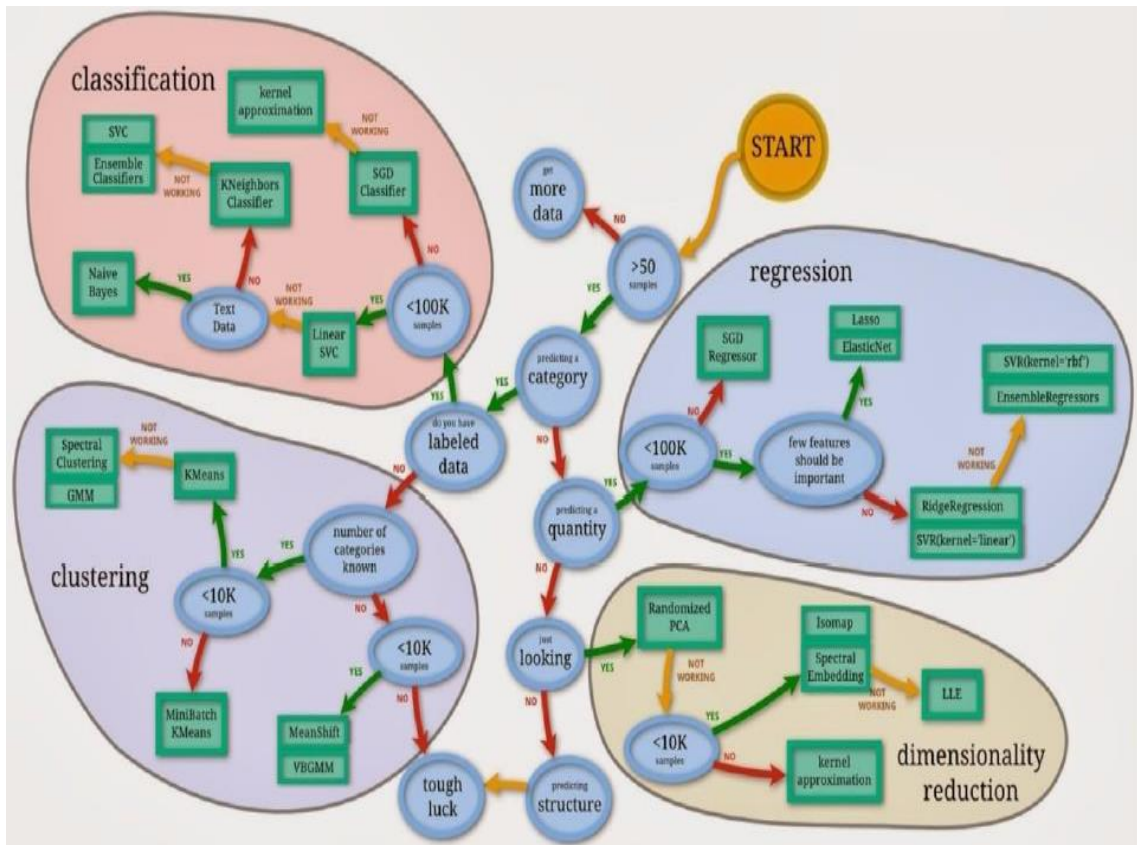 classification
kernel
approximation
NOT
WORKING
SVC
Ensemble
Classifiers
NOT
WORKING
KNeighbors
Classifier
SGD
Classifier
NO
Naive
Bayes
YES
NO
Text
Data
NOT
WORKING
Linear
SVC
YES
<100K
samples
YES
START
get
more
data
NO
>50
samples
YES
predicting a
category
YES
NO
do you have
labeled
data
NO
predicting a
quantity
YES
NO
just
looking
YES
NO
predicting
structure
tough
luck
regression
SGD
Regressor
NO
<100K
samples
YES
Lasso
ElasticNet
YES
few features
should be
important
NO
SVR(kernel='rbf')
EnsembleRegressors
NOT
WORKING
RidgeRegression
SVR(kernel='linear')
clustering
Spectral
Clustering
GMM
NOT
WORKING
KMeans
YES
<10K
samples
YES
number of
categories
known
NO
NO
MiniBatch
KMeans
<10K
samples
YES
NO
MeanShift
VBGMM
Randomized
PCA
NOT
WORKING
<10K
samples
YES
NO
Isomap
Spectral
Embedding
NOT
WORKING
LLE
kernel
approximation
dimensionality
reduction